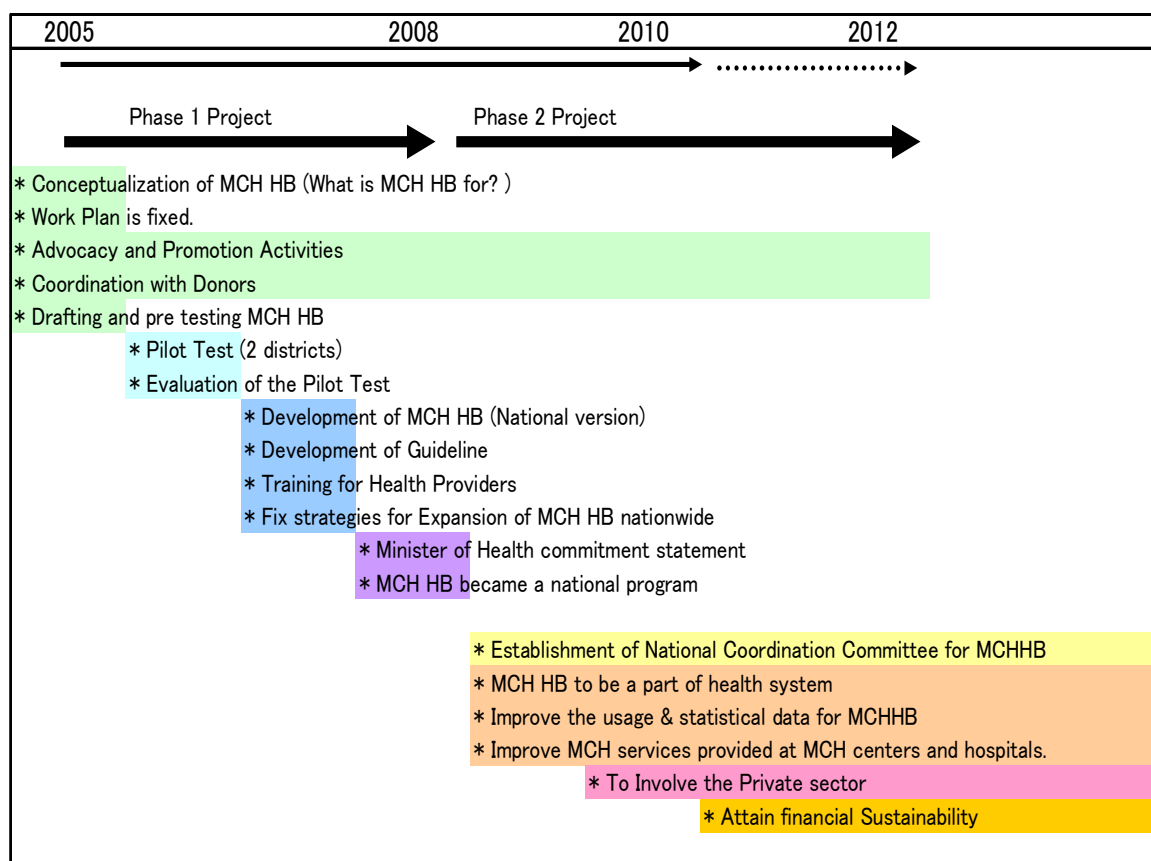 2005 2008 2010 2012
Phase 1 Project Phase 2 Project
* Conceptualization of MCH HB (What is MCH HB for? )
* Work Plan is fixed.
* Advocacy and Promotion Activities
* Coordination with Donors
* Drafting and pre testing MCH HB
* Pilot Test (2 districts)
* Evaluation of the Pilot Test
* Development of MCH HB (National version)
* Development of Guideline
* Training for Health Providers
* Fix strategies for Expansion of MCH HB nationwide
* Minister of Health commitment statement
* MCH HB became a national program
* Establishment of National Coordination Committee for MCHHB
* MCH HB to be a part of health system
* Improve the usage & statistical data for MCHHB
* Improve MCH services provided at MCH centers and hospitals.
* To Involve the Private sector
* Attain financial Sustainability